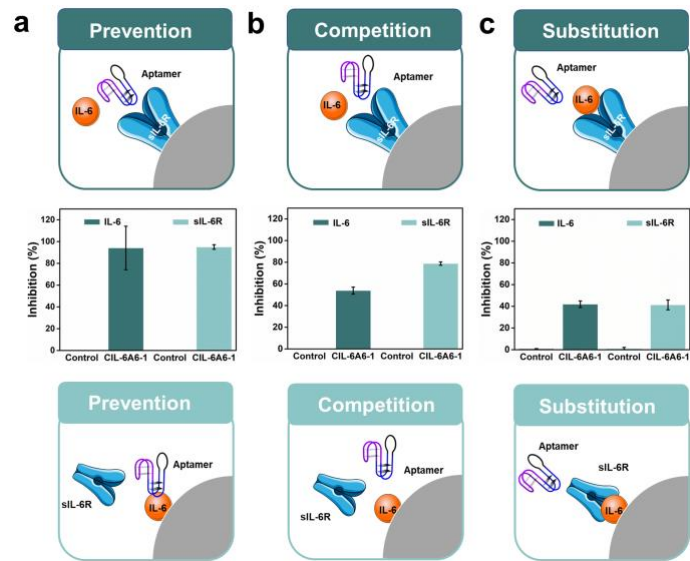 a
Prevention
Aptamer
IL-6
sIL-6R
b
Competition
Aptamer
IL-6
sIL-6R
c
Substitution
Aptamer
IL-6
sIL-6R
Inhibition (%)
120
100
80
60
40
20
0
IL-6
sIL-6R
Control CIL-6A6-1 Control CIL-6A6-1
Inhibition (%)
120
100
80
60
40
20
0
IL-6
sIL-6R
Control CIL-6A6-1 Control CIL-6A6-1
Inhibition (%)
120
100
80
60
40
20
0
IL-6
sIL-6R
Control CIL-6A6-1 Control CIL-6A6-1
Prevention
Aptamer
sIL-6R
IL-6
Competition
Aptamer
sIL-6R
IL-6
Substitution
Aptamer
sIL-6R
IL-6